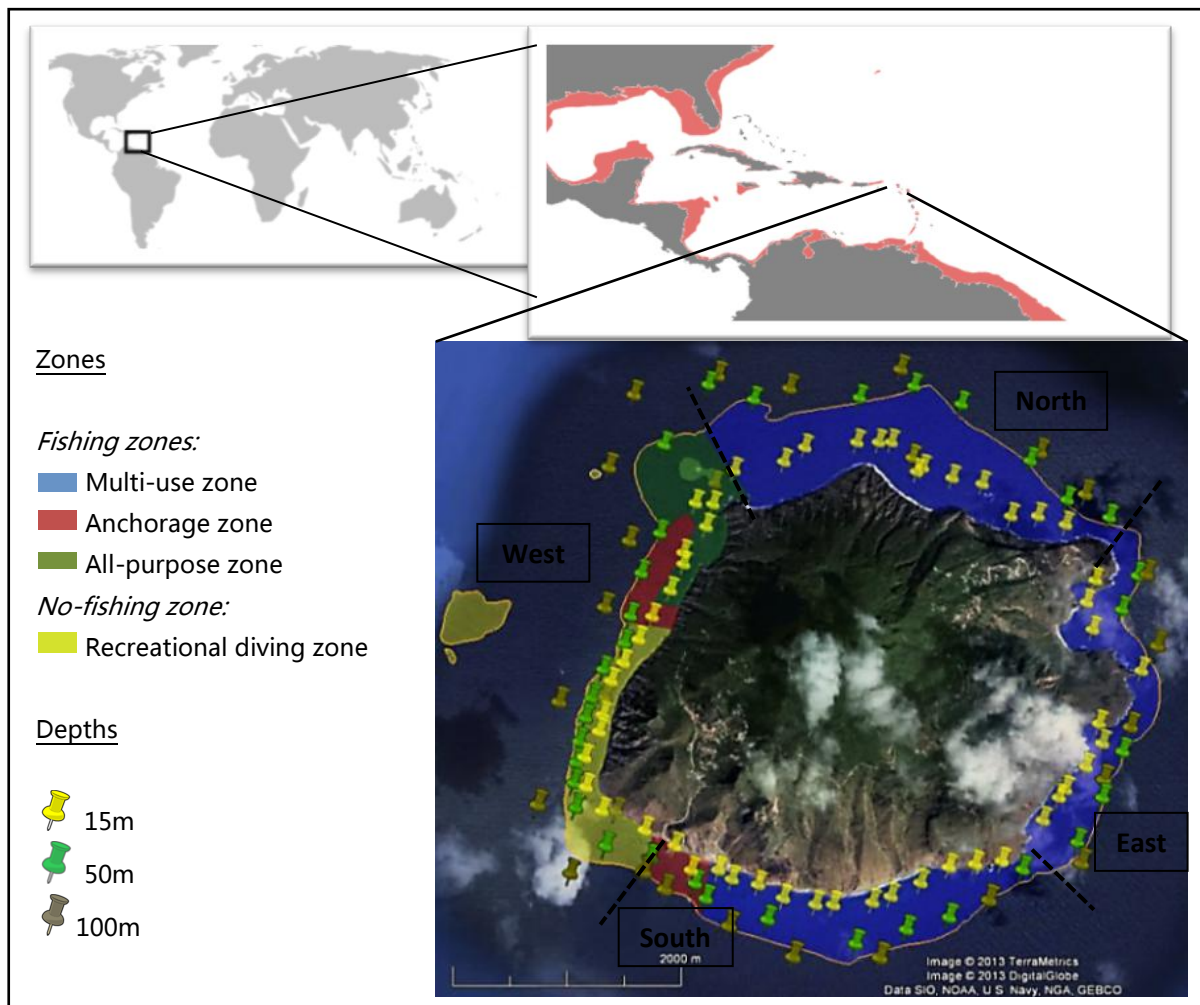 Zones
Fishing zones:
Multi-use zone
Anchorage zone
All-purpose zone
No-fishing zone:
Recreational diving zone
Depths
15m
50m
100m
North
West
East
South
2000 m
Image © 2013 TerraMetrics
Image © 2013 DigitalGlobe
Data SIO, NOAA, U.S. Navy, NGA, GEBCO